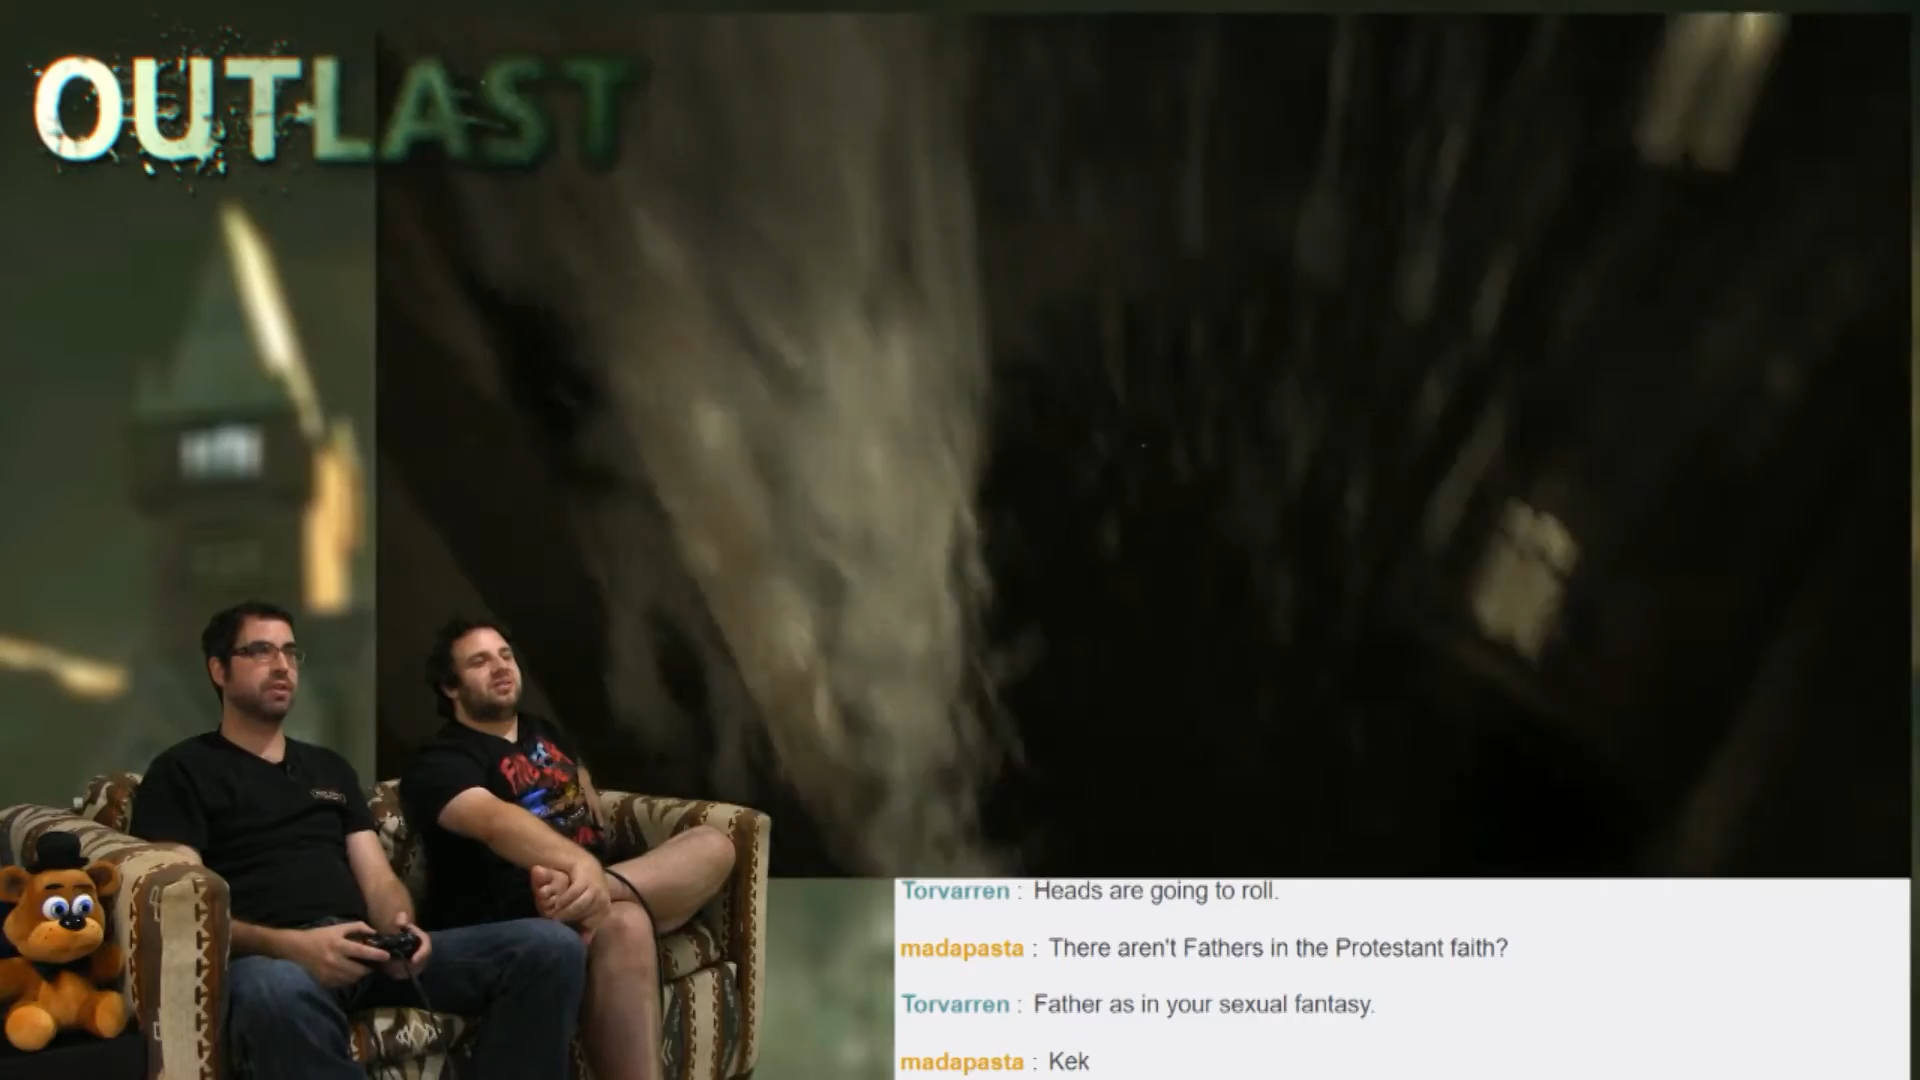 OUTLAST
Torvarren : Heads are going to roll.
madapasta : There aren't Fathers in the Protestant faith?
Torvarren : Father as in your sexual fantasy.
madapasta : Kek